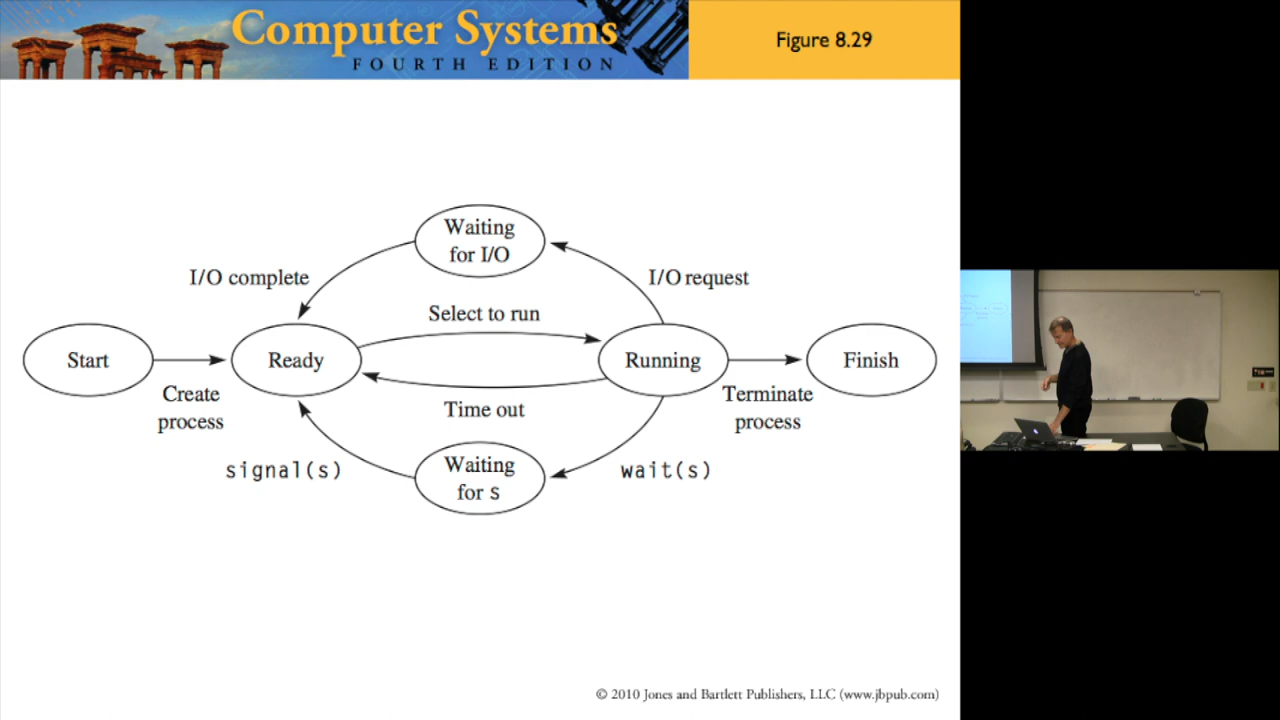 Computer Systems
FOURTH EDITION
Figure 8.29
Waiting
for I/O
I/O complete
I/O request
Select to run
Start
Ready
Running
Finish
Create
process
Time out
Terminate
process
signal(s)
Waiting
for s
wait(s)
© 2010 Jones and Bartlett Publishers, LLC (www.jbpub.com)